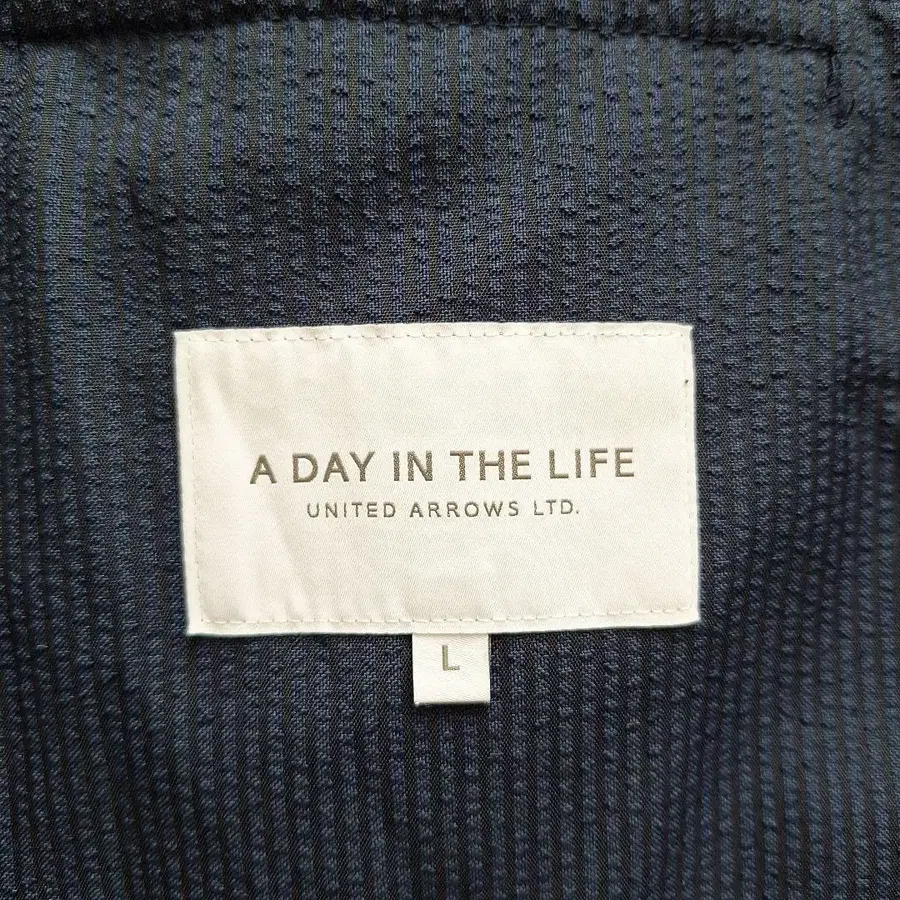 A DAY IN THE LIFE
UNITED ARROWS LTD.
L